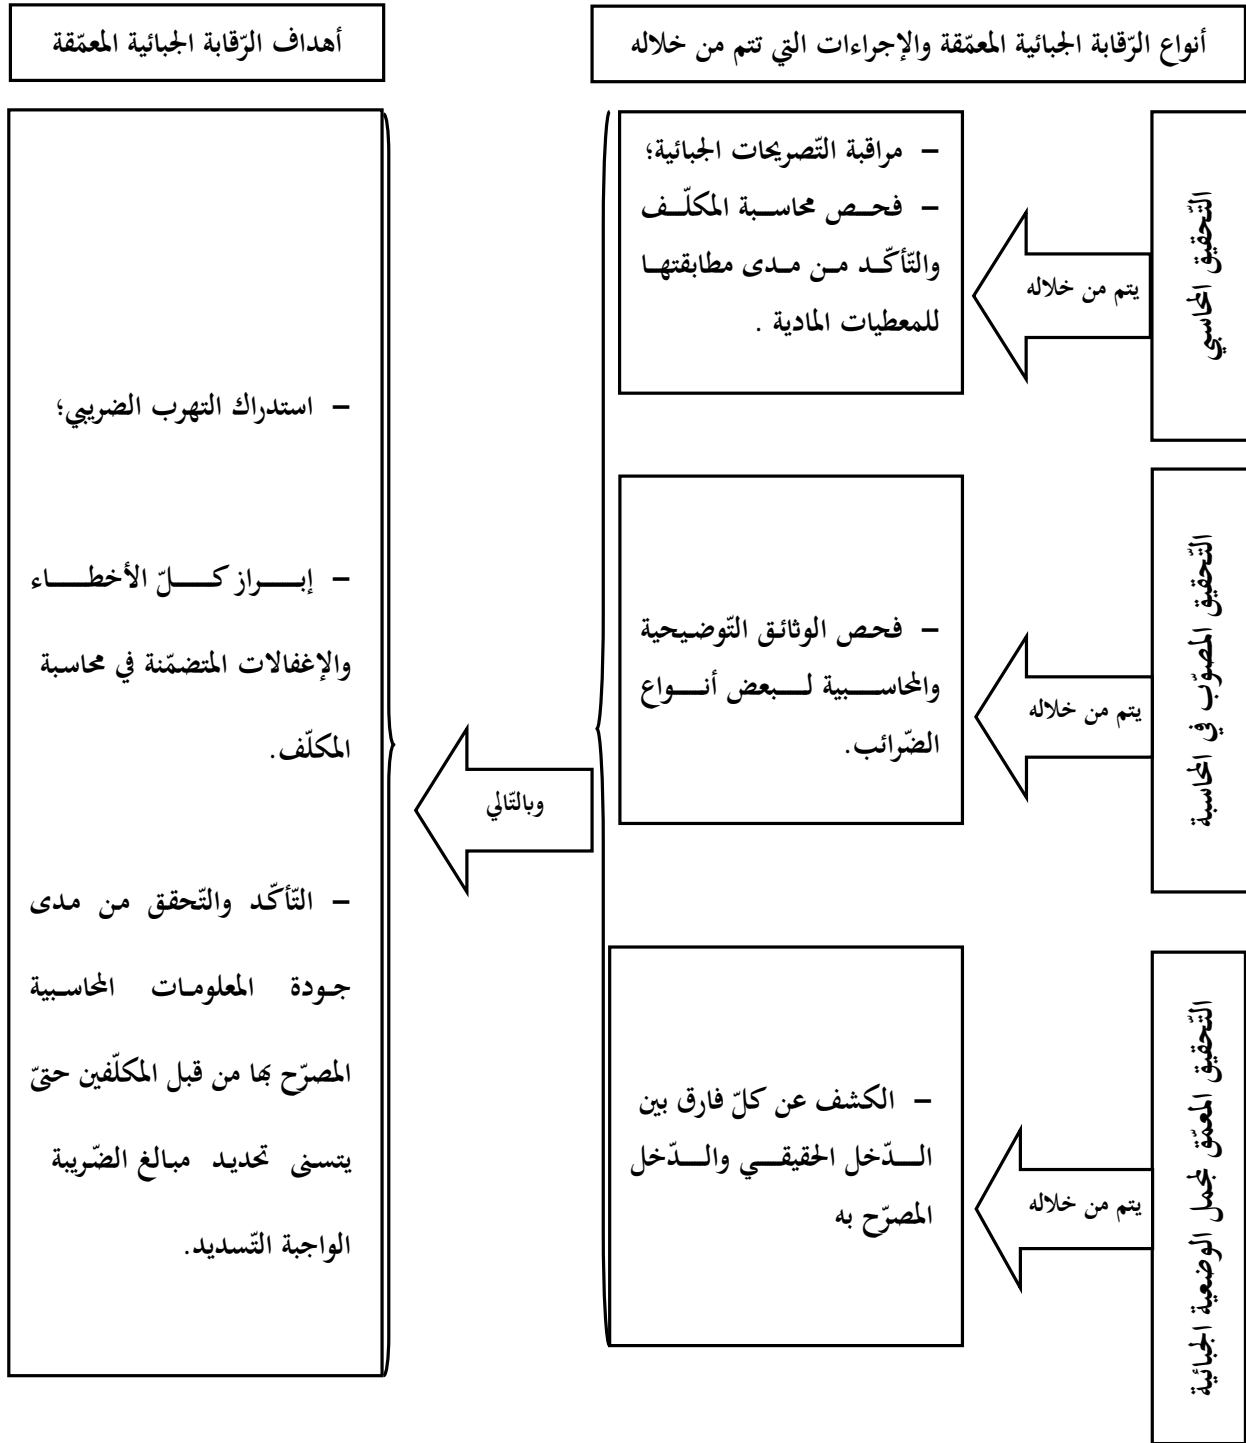 أنواع الرّقابة الجبائية المعمّقة والإجراءات التي تتم من خلاله
أهداف الرّقابة الجبائية المعمّقة
التّحقيق المحاسبي
يتم من خلاله
– مراقبة التّصريحات الجبائية؛
– فحص محاسبة المكلّف
والتّأكّد من مدى مطابقتها
للمعطيات المادية .
التّحقيق المصوّب في المحاسبة
يتم من خلاله
– فحص الوثائق التّوضيحية
والمحاسبية لبعض أنواع
الضّرائب.
التّحقيق المعمّق لمجمل الوضعية الجبائية
يتم من خلاله
– الكشف عن كلّ فارق بين
الدّخل الحقيقي والدّخل
المصرّح به
وبالتّالي
– استدراك التهرب الضريبي؛
– إبراز كلّ الأخطاء
والإغفالات المتضمّنة في محاسبة
المكلّف.
– التّأكّد والتّحقق من مدى
جودة المعلومات المحاسبية
المصرّح بها من قبل المكلّفين حتىّ
يتسنى تحديد مبالغ الضّريبة
الواجبة التّسديد.